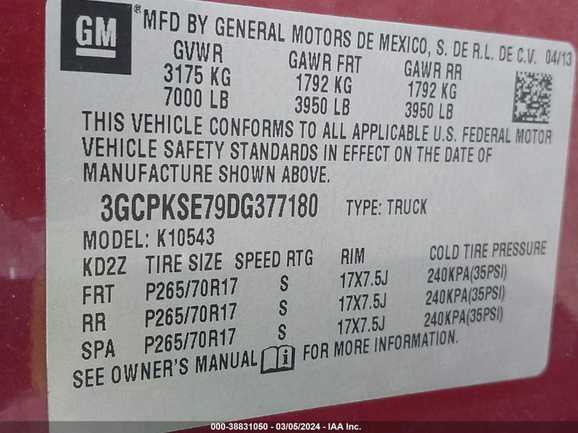 GM
® MFD BY GENERAL MOTORS DE MEXICO, S. DE R.L. DE C.V. 04/13
GVWR GAWR FRT GAWR RR
3175 KG 1792 KG 1792 KG
7000 LB 3950 LB 3950 LB
THIS VEHICLE CONFORMS TO ALL APPLICABLE U.S. FEDERAL MOTOR
VEHICLE SAFETY STANDARDS IN EFFECT ON THE DATE OF
MANUFACTURE SHOWN ABOVE.
3GCPKSE79DG377180 TYPE: TRUCK
MODEL: K10543
KD2Z TIRE SIZE SPEED RTG RIM COLD TIRE PRESSURE
FRT P265/70R17 S 17X7.5J 240KPA(35PSI)
RR P265/70R17 S 17X7.5J 240KPA(35PSI)
SPA P265/70R17 S 17X7.5J 240KPA(35PSI)
SEE OWNER'S MANUAL FOR MORE INFORMATION.
000-38831050 - 03/05/2024 - IAA Inc.